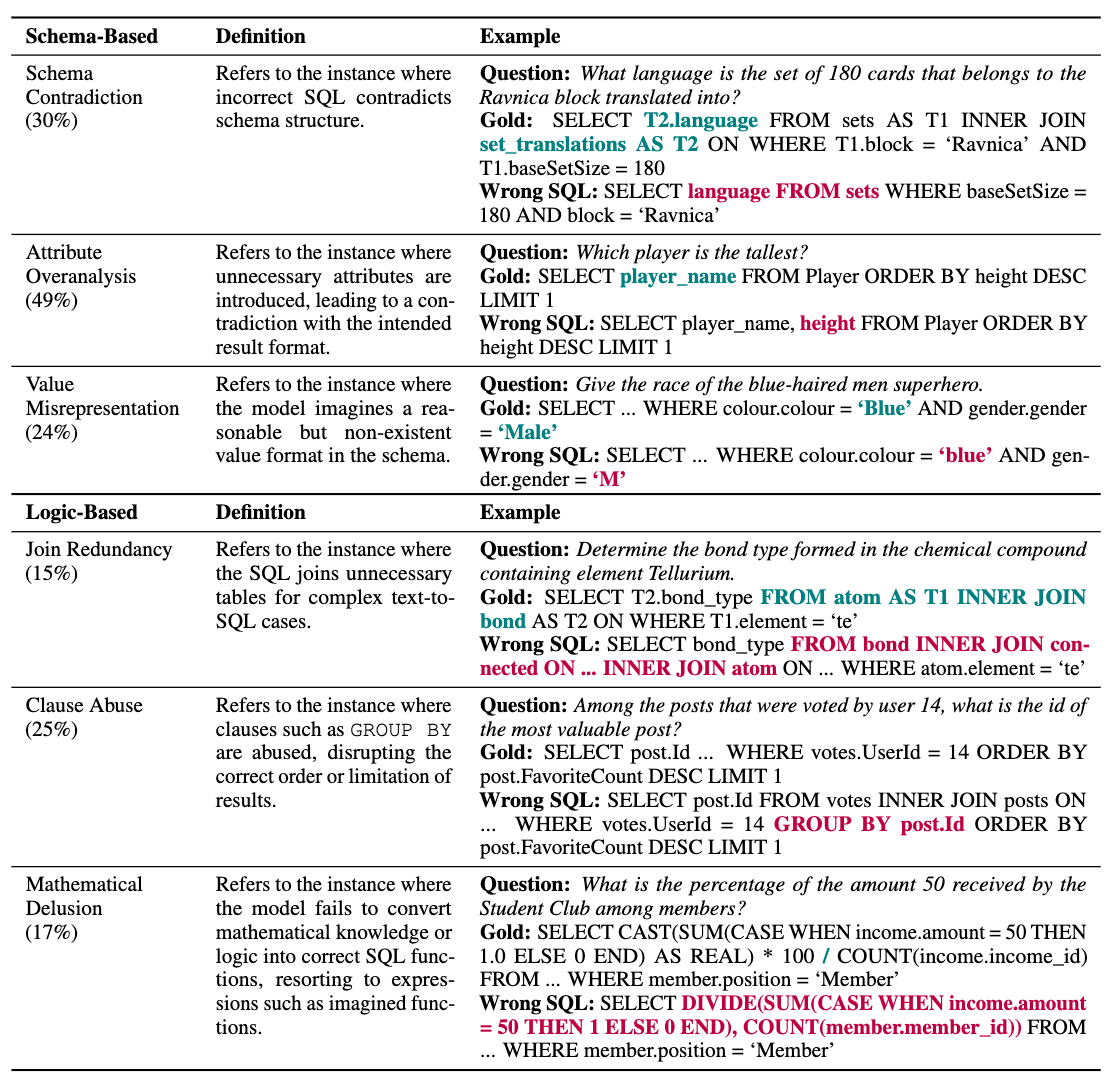 Schema-Based Definition Example
Schema
Contradiction
(30%)
Refers to the instance where
incorrect SQL contradicts
schema structure.
Question: What language is the set of 180 cards that belongs to the
Ravnica block translated into?
Gold: SELECT T2.language FROM sets AS T1 INNER JOIN
set_translations AS T2 ON WHERE T1.block = ‘Ravnica’ AND
T1.baseSetSize = 180
Wrong SQL: SELECT language FROM sets WHERE baseSetSize =
180 AND block = ‘Ravnica’
Attribute
Overanalysis
(49%)
Refers to the instance where
unnecessary attributes are
introduced, leading to a con-
tradiction with the intended
result format.
Question: Which player is the tallest?
Gold: SELECT player_name FROM Player ORDER BY height DESC
LIMIT 1
Wrong SQL: SELECT player_name, height FROM Player ORDER BY
height DESC LIMIT 1
Value
Misrepresentation
(24%)
Refers to the instance where
the model imagines a rea-
sonable but non-existent
value format in the schema.
Question: Give the race of the blue-haired men superhero.
Gold: SELECT ... WHERE colour.colour = ‘Blue’ AND gender.gender
= ‘Male’
Wrong SQL: SELECT ... WHERE colour.colour = ‘blue’ AND gen-
der.gender = ‘M’
Logic-Based Definition Example
Join Redundancy
(15%)
Refers to the instance where
the SQL joins unnecessary
tables for complex text-to-
SQL cases.
Question: Determine the bond type formed in the chemical compound
containing element Tellurium.
Gold: SELECT T2.bond_type FROM atom AS T1 INNER JOIN
bond AS T2 ON WHERE T1.element = ‘te’
Wrong SQL: SELECT bond_type FROM bond INNER JOIN con-
nected ON ... INNER JOIN atom ON ... WHERE atom.element = ‘te’
Clause Abuse
(25%)
Refers to the instance where
clauses such as GROUP BY
are abused, disrupting the
correct order or limitation of
results.
Question: Among the posts that were voted by user 14, what is the id of
the most valuable post?
Gold: SELECT post.Id ... WHERE votes.UserId = 14 ORDER BY
post.FavoriteCount DESC LIMIT 1
Wrong SQL: SELECT post.Id FROM votes INNER JOIN posts ON
... WHERE votes.UserId = 14 GROUP BY post.Id ORDER BY
post.FavoriteCount DESC LIMIT 1
Mathematical
Delusion
(17%)
Refers to the instance where
the model fails to convert
mathematical knowledge or
logic into correct SQL func-
tions, resorting to expres-
sions such as imagined func-
tions.
Question: What is the percentage of the amount 50 received by the
Student Club among members?
Gold: SELECT CAST(SUM(CASE WHEN income.amount = 50 THEN
1.0 ELSE 0 END) AS REAL) * 100 / COUNT(income.income_id)
FROM ... WHERE member.position = ‘Member’
Wrong SQL: SELECT DIVIDE(SUM(CASE WHEN income.amount
= 50 THEN 1 ELSE 0 END), COUNT(member.member_id)) FROM
... WHERE member.position = ‘Member’